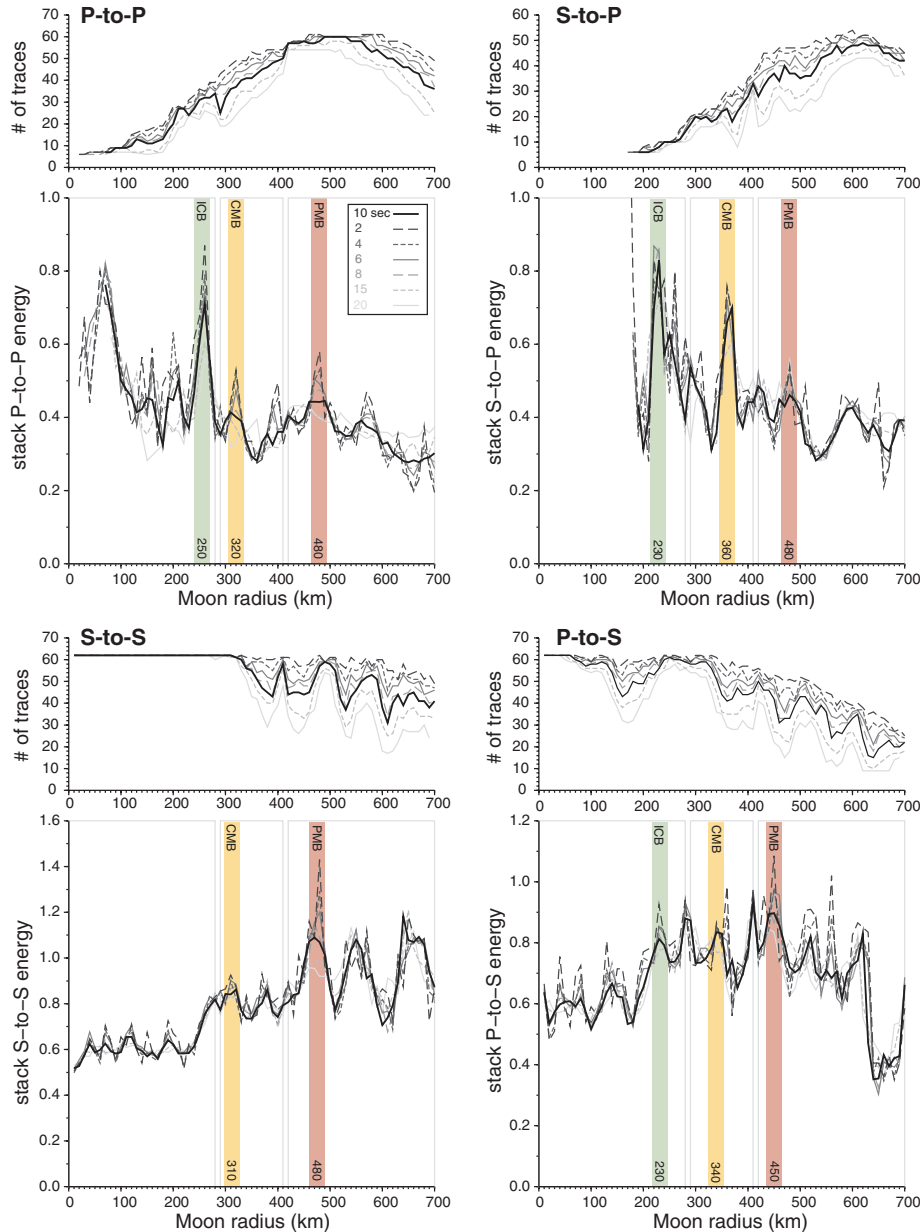 P-to-P
# of traces
70
60
50
40
30
20
10
0
0 100 200 300 400 500 600 700
stack P-to-P energy
1.0
0.8
0.6
0.4
0.2
0.0
ICB
CMB
PMB
10 sec
2
4
6
8
15
20
250
320
480
0 100 200 300 400 500 600 700
Moon radius (km)
S-to-P
# of traces
60
50
40
30
20
10
0
0 100 200 300 400 500 600 700
stack S-to-P energy
1.0
0.8
0.6
0.4
0.2
0.0
ICB
CMB
PMB
230
360
480
0 100 200 300 400 500 600 700
Moon radius (km)
S-to-S
# of traces
70
60
50
40
30
20
10
0
0 100 200 300 400 500 600 700
stack S-to-S energy
1.6
1.4
1.2
1.0
0.8
0.6
0.4
0.2
0.0
CMB
PMB
310
480
0 100 200 300 400 500 600 700
Moon radius (km)
P-to-S
# of traces
70
60
50
40
30
20
10
0
0 100 200 300 400 500 600 700
stack P-to-S energy
1.2
1.0
0.8
0.6
0.4
0.2
0.0
ICB
CMB
PMB
230
340
450
0 100 200 300 400 500 600 700
Moon radius (km)